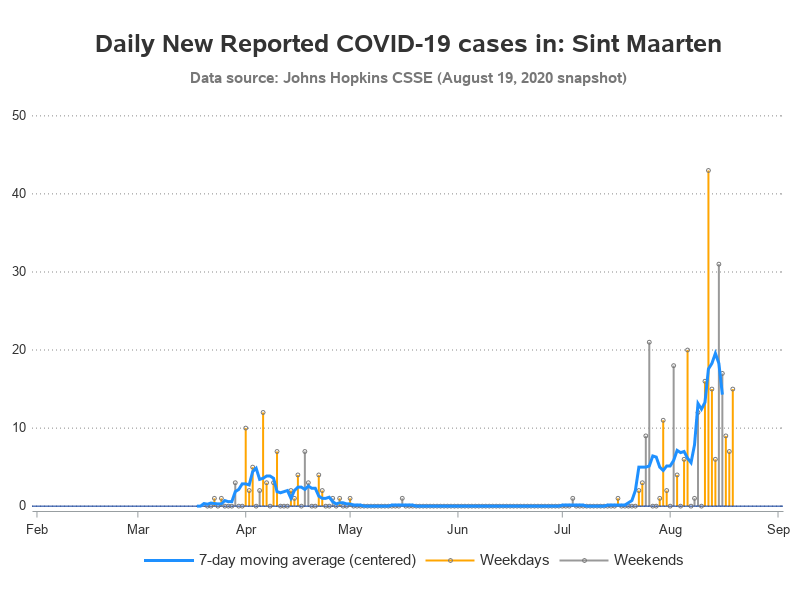 Daily New Reported COVID-19 cases in: Sint Maarten
Data source: Johns Hopkins CSSE (August 19, 2020 snapshot)
50
40
30
20
10
0
Feb Mar Apr May Jun Jul Aug Sep
7-day moving average (centered) Weekdays Weekends